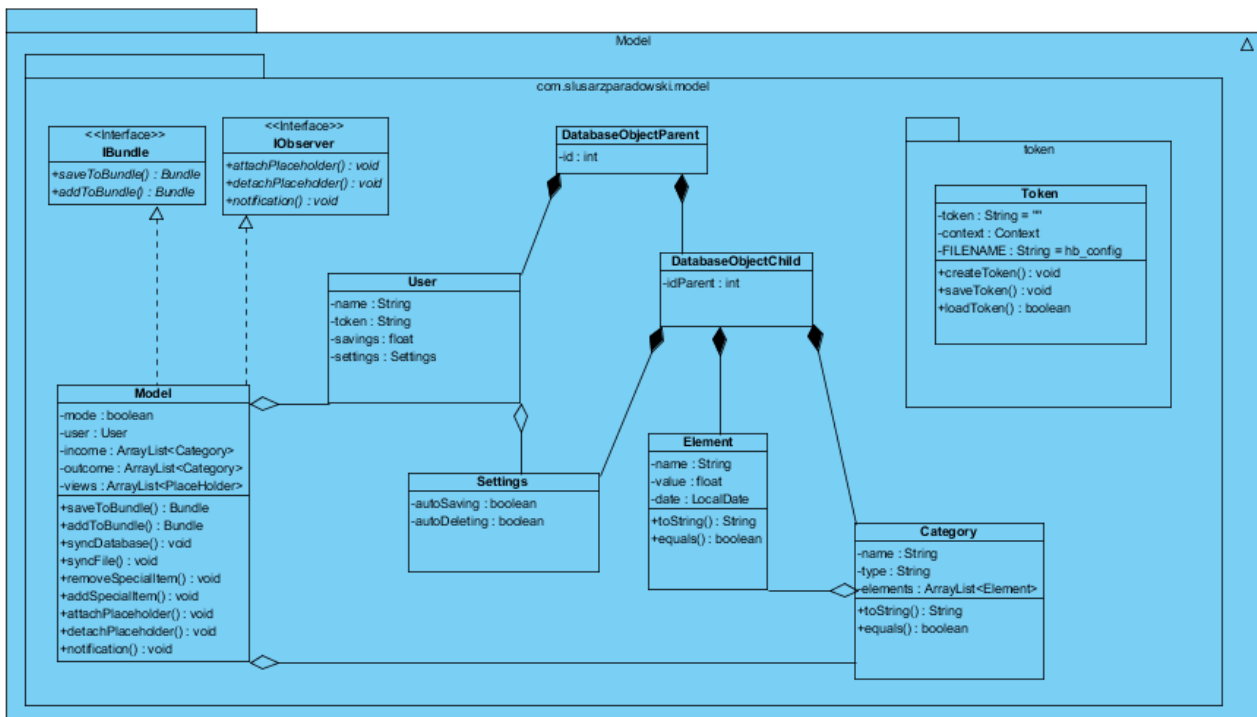 Model
com.slusarzparadowski.model
<<Interface>>
IBundle
+saveToBundle() : Bundle
+addToBundle() : Bundle
<<Interface>>
IObserver
+attachPlaceholder() : void
+detachPlaceholder() : void
+notification() : void
DatabaseObjectParent
-id : int
token
Token
-token : String = ""
-context : Context
-FILENAME : String = hb_config
+createToken() : void
+saveToken() : void
+loadToken() : boolean
DatabaseObjectChild
-idParent : int
User
-name : String
-token : String
-savings : float
-settings : Settings
Model
-mode : boolean
-user : User
-income : ArrayList<Category>
-outcome : ArrayList<Category>
-views : ArrayList<PlaceHolder>
+saveToBundle() : Bundle
+addToBundle() : Bundle
+syncDatabase() : void
+syncFile() : void
+removeSpecialItem() : void
+addSpecialItem() : void
+attachPlaceholder() : void
+detachPlaceholder() : void
+notification() : void
Settings
-autoSaving : boolean
-autoDeleting : boolean
Element
-name : String
-value : float
-date : LocalDate
+toString() : String
+equals() : boolean
Category
-name : String
-type : String
-elements : ArrayList<Element>
+toString() : String
+equals() : boolean